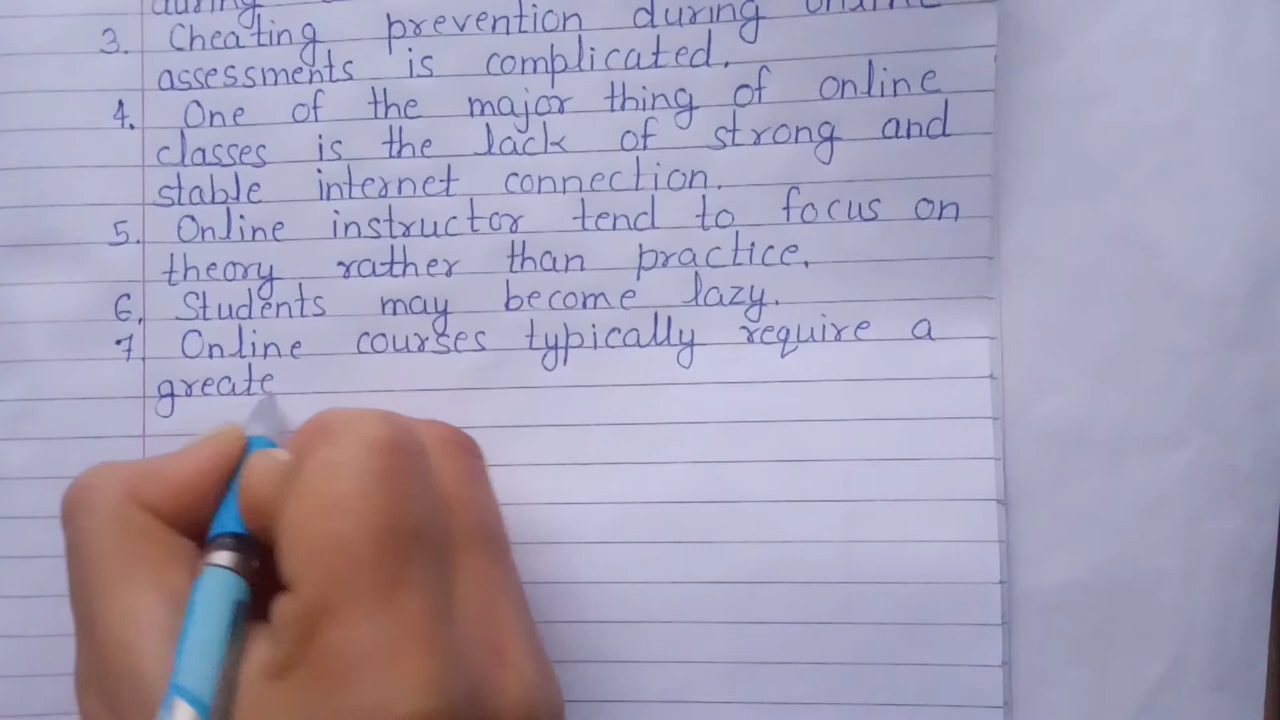 during
3. Cheating prevention during online
assessments is complicated.
4. One of the major thing of online
classes is the lack of strong and
stable internet connection.
5. Online instructor tend to focus on
theory rather than practice.
6. Students may become lazy.
7 Online courses typically require a
greate